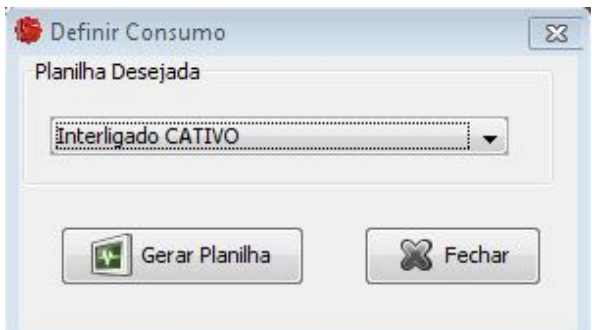 Definir Consumo
Planilha Desejada
Interligado CATIVO
Gerar Planilha
Fechar